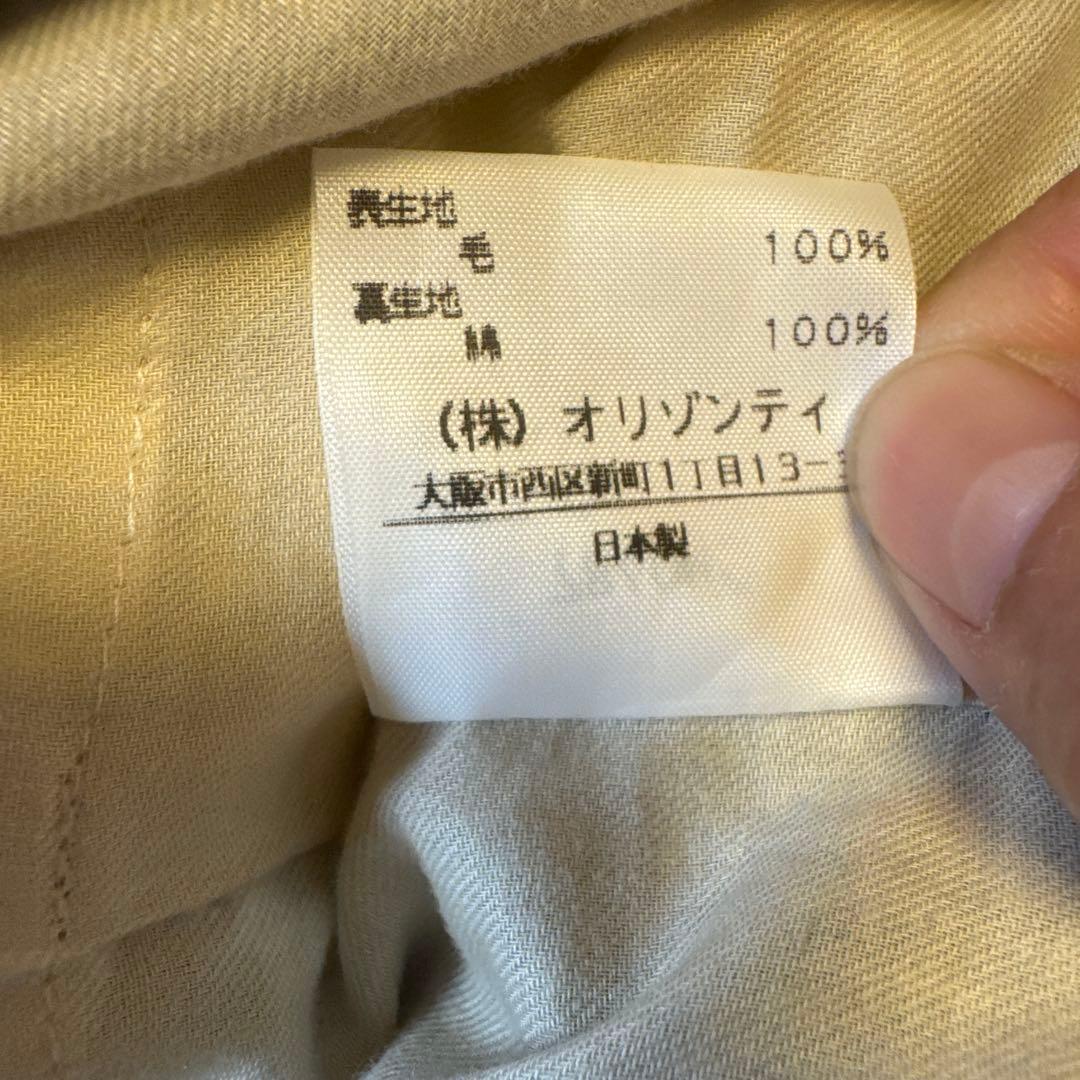 表生地
毛 100%
裏生地
綿 100%
(株) オリゾンティ
大阪市西区新町1丁目13-
日本製